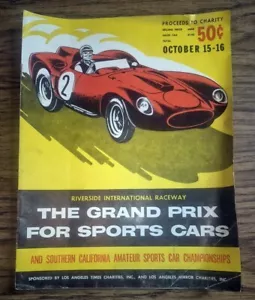 PROCEEDS TO CHARITY
50¢
OCTOBER 15-16
2
RIVERSIDE INTERNATIONAL RACEWAY
THE GRAND PRIX
FOR SPORTS CARS
AND SOUTHERN CALIFORNIA AMATEUR SPORTS CAR CHAMPIONSHIPS
SPONSORED BY LOS ANGELES TIMES CHARITIES, INC., AND LOS ANGELES MIRROR CHARITIES, INC.